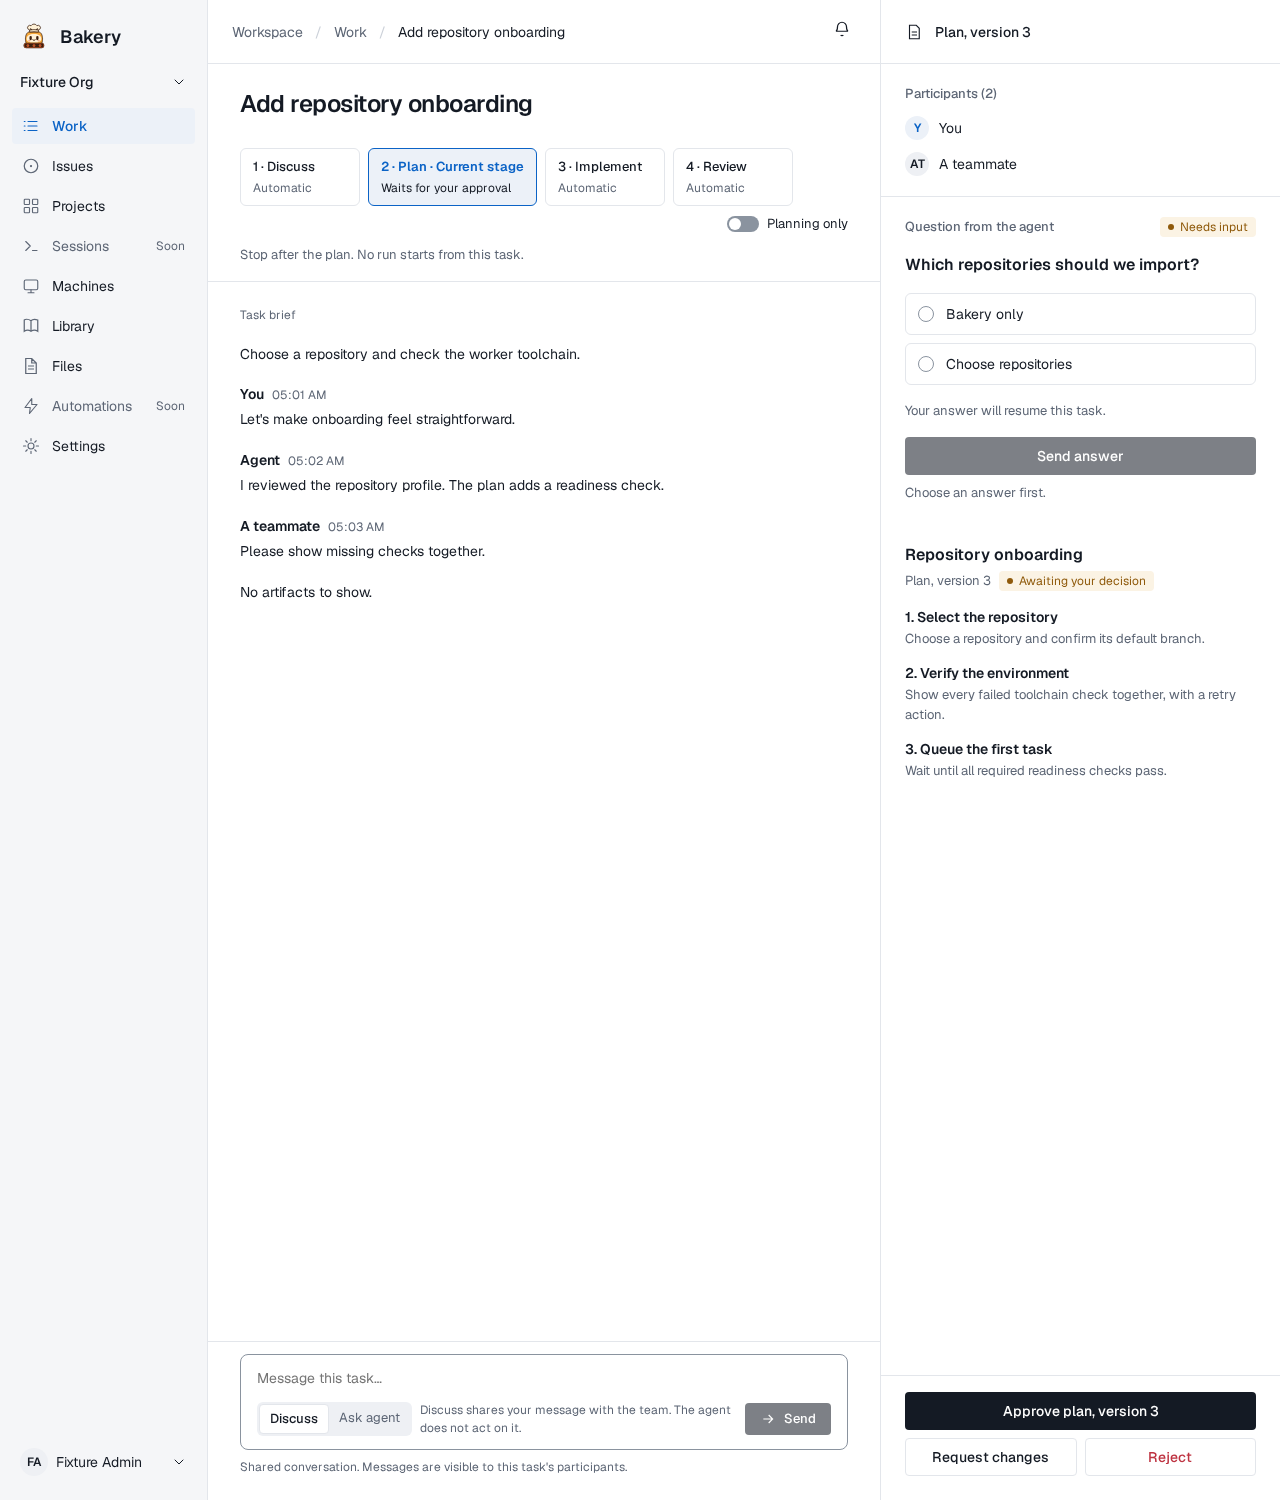 Bakery
Fixture Org
Work
Issues
Projects
Sessions Soon
Machines
Library
Files
Automations Soon
Settings
FA Fixture Admin
Workspace / Work / Add repository onboarding
Add repository onboarding
1 · Discuss
Automatic
2 · Plan · Current stage
Waits for your approval
3 · Implement
Automatic
4 · Review
Automatic
Planning only
Stop after the plan. No run starts from this task.
Task brief
Choose a repository and check the worker toolchain.
You 05:01 AM
Let's make onboarding feel straightforward.
Agent 05:02 AM
I reviewed the repository profile. The plan adds a readiness check.
A teammate 05:03 AM
Please show missing checks together.
No artifacts to show.
Message this task...
Discuss Ask agent
Discuss shares your message with the team. The agent
does not act on it.
Send
Shared conversation. Messages are visible to this task's participants.
Plan, version 3
Participants (2)
Y You
AT A teammate
Question from the agent Needs input
Which repositories should we import?
Bakery only
Choose repositories
Your answer will resume this task.
Send answer
Choose an answer first.
Repository onboarding
Plan, version 3 Awaiting your decision
1. Select the repository
Choose a repository and confirm its default branch.
2. Verify the environment
Show every failed toolchain check together, with a retry
action.
3. Queue the first task
Wait until all required readiness checks pass.
Approve plan, version 3
Request changes Reject